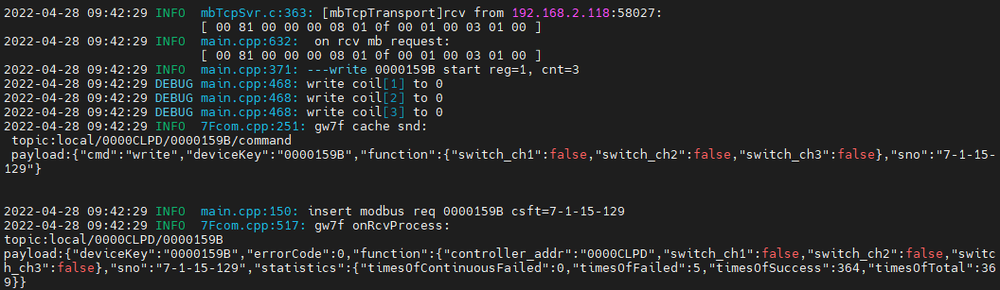 2022-04-28 09:42:29 INFO  mbTcpSvr.c:363: [mbTcpTransport]rcv from 192.168.2.118:58027:
[ 00 81 00 00 00 08 01 0f 00 01 00 03 01 00 ]
2022-04-28 09:42:29 INFO  main.cpp:632:  on rcv mb request:
[ 00 81 00 00 00 08 01 0f 00 01 00 03 01 00 ]
2022-04-28 09:42:29 INFO  main.cpp:371: ---write 0000159B start reg=1, cnt=3
2022-04-28 09:42:29 DEBUG main.cpp:468: write coil[1] to 0
2022-04-28 09:42:29 DEBUG main.cpp:468: write coil[2] to 0
2022-04-28 09:42:29 DEBUG main.cpp:468: write coil[3] to 0
2022-04-28 09:42:29 INFO  7Fcom.cpp:251: gw7f cache snd:
topic:local/0000CLPD/0000159B/command
payload:{"cmd":"write","deviceKey":"0000159B","function":{"switch_ch1":false,"switch_ch2":false,"switch_ch3":false},"sno":"7-1-15-
129"}
2022-04-28 09:42:29 INFO  main.cpp:150: insert modbus req 0000159B csft=7-1-15-129
2022-04-28 09:42:29 INFO  7Fcom.cpp:517: gw7f onRcvProcess:
topic:local/0000CLPD/0000159B
payload:{"deviceKey":"0000159B","errorCode":0,"function":{"controller_addr":"0000CLPD","switch_ch1":false,"switch_ch2":false,"switc
h_ch3":false},"sno":"7-1-15-129","statistics":{"timesOfContinuousFailed":0,"timesOfFailed":5,"timesOfSuccess":364,"timesOfTotal":36
9}}